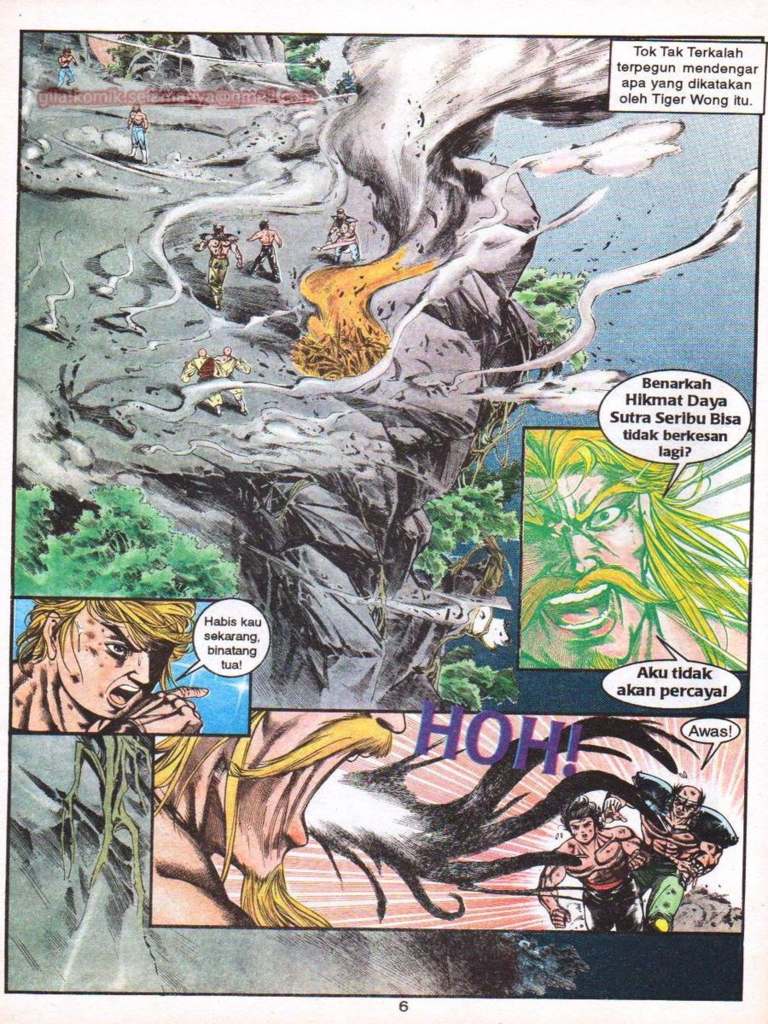 Tok Tak Terkalah
terpegun mendengar
apa yang dikatakan
oleh Tiger Wong itu.
Benarkah
Hikmat Daya
Sutra Seribu Bisa
tidak berkesan
lagi?
Aku tidak
akan percaya!
Habis kau
sekarang,
binatang
tua!
HOH!
Awas!
6